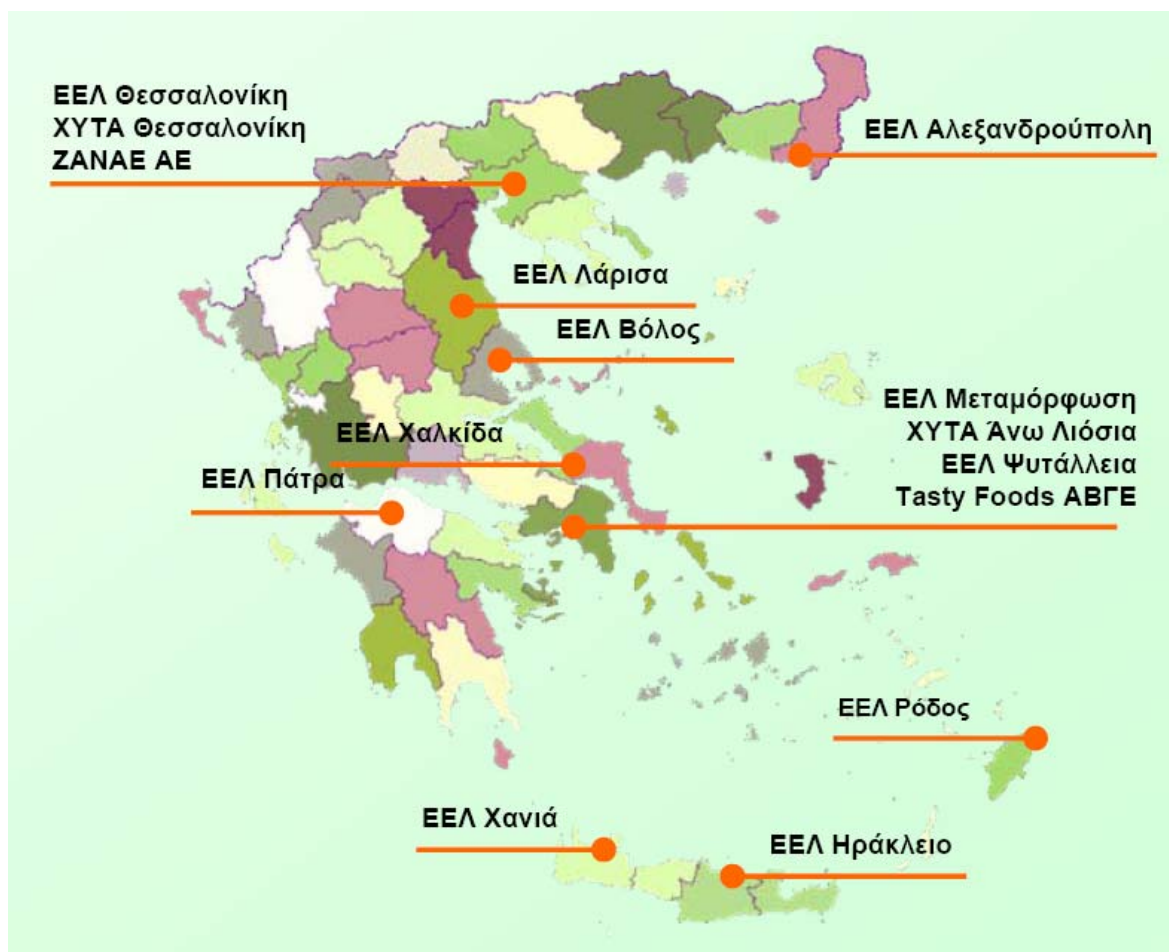 ΕΕΛ Θεσσαλονίκη
ΧΥΤΑ Θεσσαλονίκη
ΖΑΝΑΕ ΑΕ
ΕΕΛ Αλεξανδρούπολη
ΕΕΛ Λάρισα
ΕΕΛ Βόλος
ΕΕΛ Μεταμόρφωση
ΧΥΤΑ Άνω Λιόσια
ΕΕΛ Ψυτάλλεια
Tasty Foods ΑΒΓΕ
ΕΕΛ Χαλκίδα
ΕΕΛ Πάτρα
ΕΕΛ Ρόδος
ΕΕΛ Χανιά
ΕΕΛ Ηράκλειο